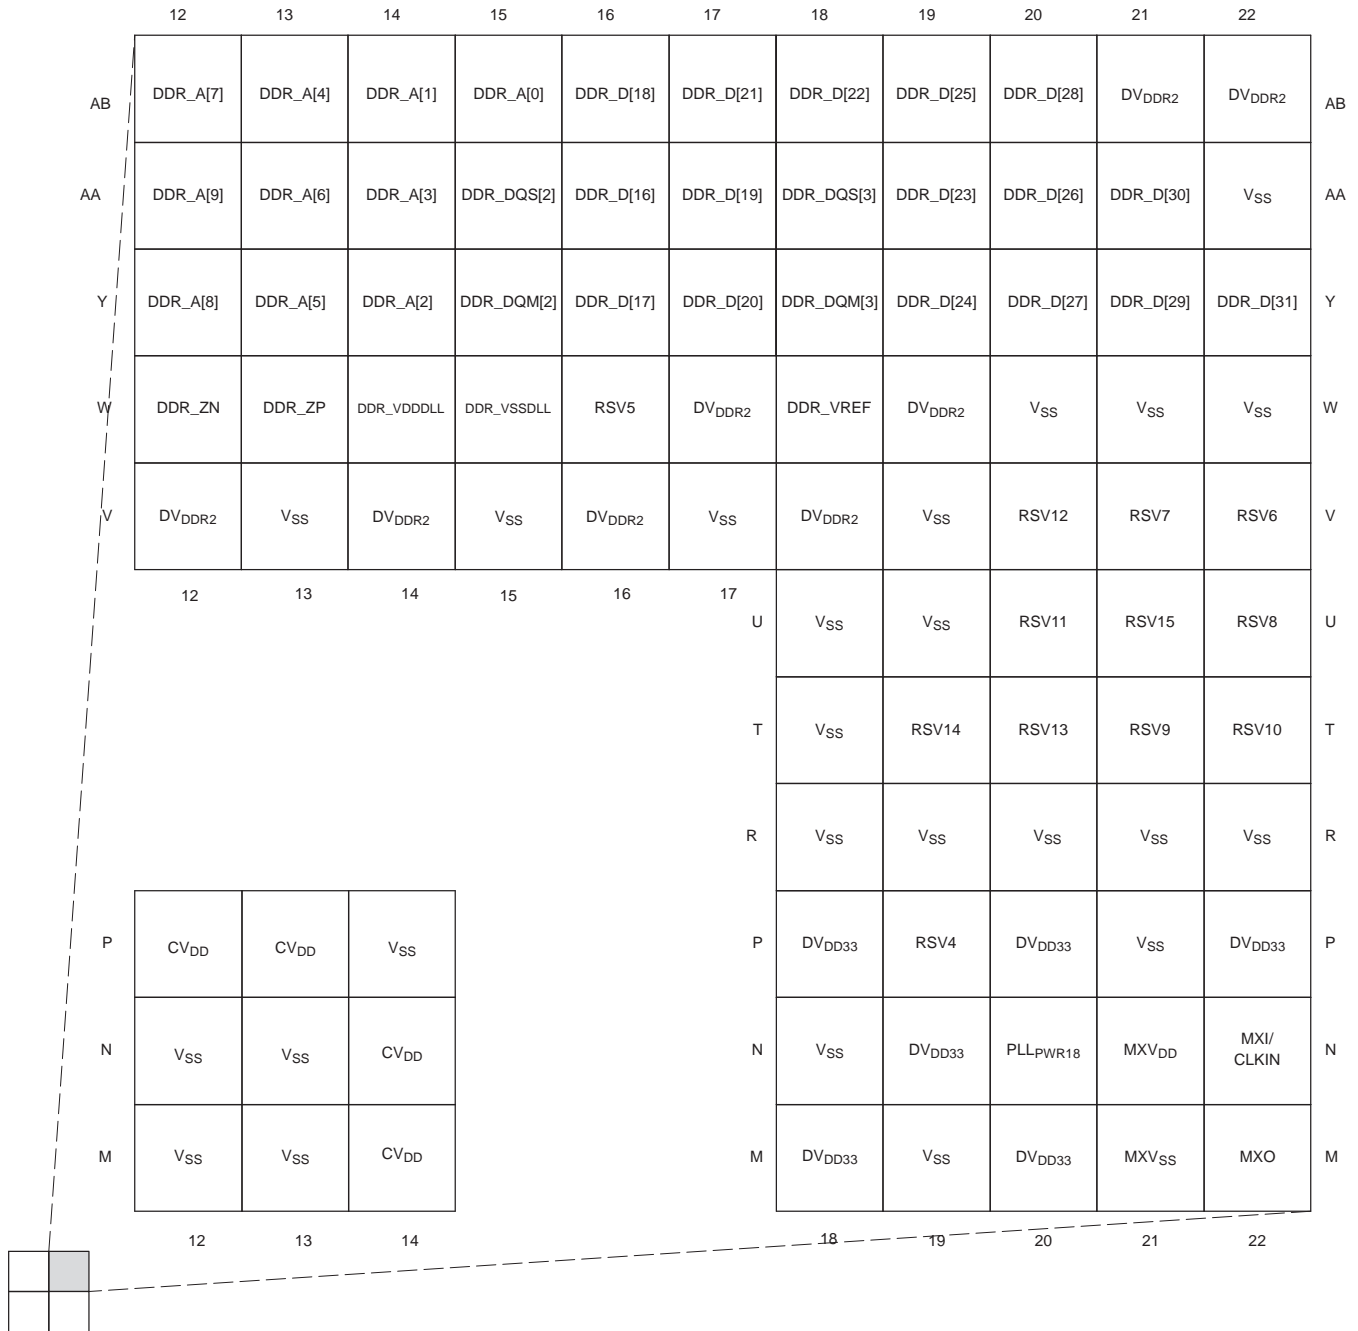 12 13 14 15 16 17 18 19 20 21 22
AB DDR_A[7] DDR_A[4] DDR_A[1] DDR_A[0] DDR_D[18] DDR_D[21] DDR_D[22] DDR_D[25] DDR_D[28] DVDDR2 DVDDR2 AB
AA DDR_A[9] DDR_A[6] DDR_A[3] DDR_DQS[2] DDR_D[16] DDR_D[19] DDR_DQS[3] DDR_D[23] DDR_D[26] DDR_D[30] VSS AA
Y DDR_A[8] DDR_A[5] DDR_A[2] DDR_DQM[2] DDR_D[17] DDR_D[20] DDR_DQM[3] DDR_D[24] DDR_D[27] DDR_D[29] DDR_D[31] Y
W DDR_ZN DDR_ZP DDR_VDDDLL DDR_VSSDLL RSV5 DVDDR2 DDR_VREF DVDDR2 VSS VSS VSS W
V DVDDR2 VSS DVDDR2 VSS DVDDR2 VSS DVDDR2 VSS RSV12 RSV7 RSV6 V
12 13 14 15 16 17
U VSS VSS RSV11 RSV15 RSV8 U
T VSS RSV14 RSV13 RSV9 RSV10 T
R VSS VSS VSS VSS VSS R
P CVDD CVDD VSS P DVDD33 RSV4 DVDD33 VSS DVDD33 P
N VSS VSS CVDD N VSS DVDD33 PLLPWR18 MXVDD MXI/
CLKIN N
M VSS VSS CVDD M DVDD33 VSS DVDD33 MXVSS MXO M
12 13 14 18 19 20 21 22